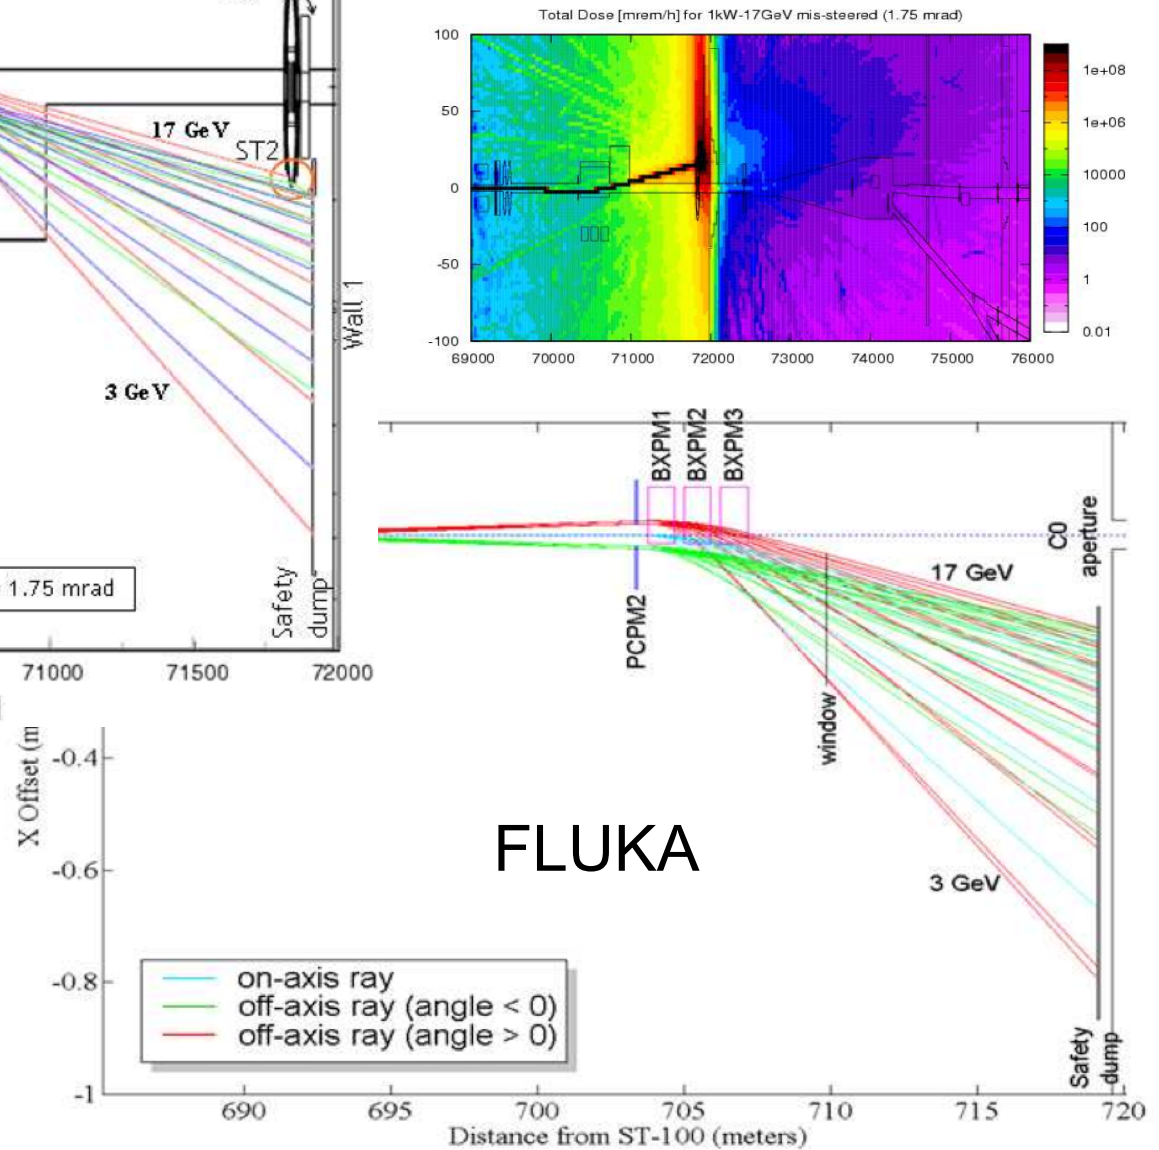 Total Dose [mrem/h] for 1kW-17GeV mis-steered (1.75 mrad)
100
50
0
-50
-100
69000 70000 71000 72000 73000 74000 75000 76000
1e+08
1e+06
10000
100
1
0.01
17 GeV
ST2
3 GeV
Wall 1
Safety
dump
1.75 mrad
71000 71500 72000
BXPM1
BXPM2
BXPM3
PCPM2
C0
aperture
17 GeV
window
3 GeV
Safety
dump
X Offset (m
-0.4
-0.6
-0.8
-1
FLUKA
on-axis ray
off-axis ray (angle < 0)
off-axis ray (angle > 0)
690 695 700 705 710 715 720
Distance from ST-100 (meters)